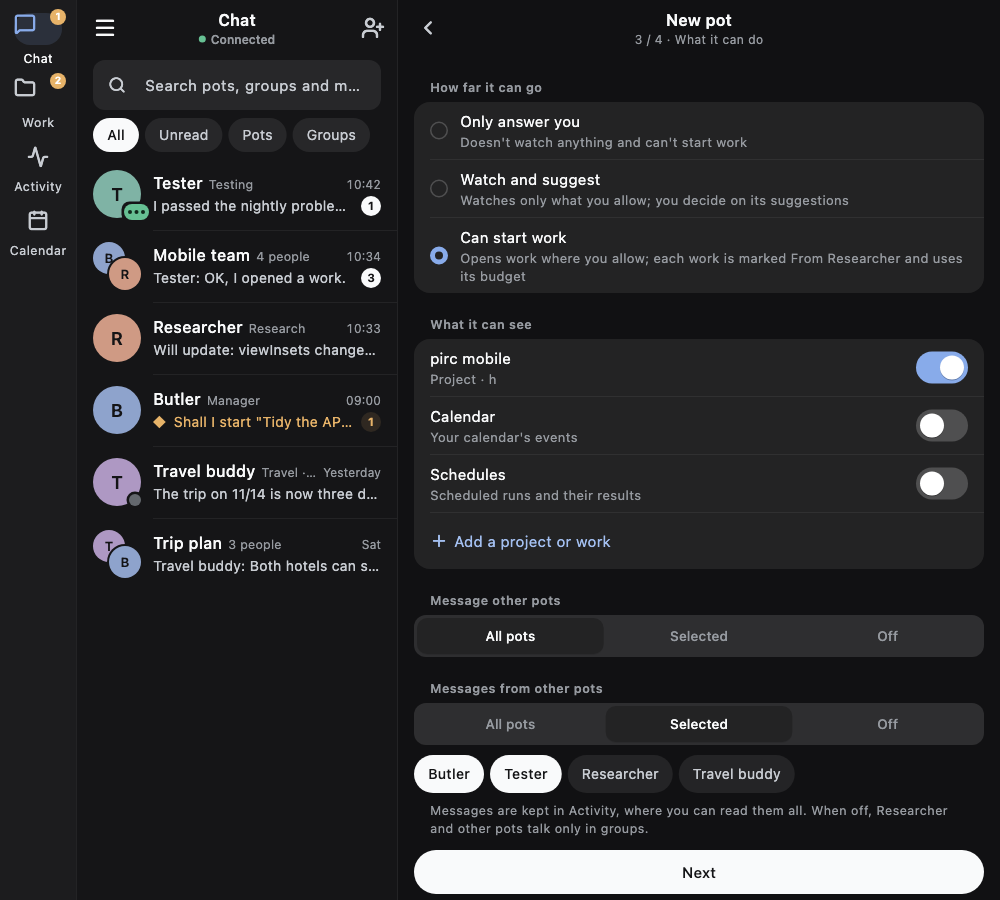 1
Chat
2
Work
Activity
Calendar
Chat
Connected
Search pots, groups and m...
All
Unread
Pots
Groups
T
Tester Testing 10:42
I passed the nightly proble... 1
B
R
Mobile team 4 people 10:34
Tester: OK, I opened a work. 3
R
Researcher Research 10:33
Will update: viewInsets change...
B
Butler Manager 09:00
Shall I start "Tidy the AP... 1
T
Travel buddy Travel ·... Yesterday
The trip on 11/14 is now three d...
T
B
Trip plan 3 people Sat
Travel buddy: Both hotels can s...
New pot
3 / 4 · What it can do
How far it can go
Only answer you
Doesn't watch anything and can't start work
Watch and suggest
Watches only what you allow; you decide on its suggestions
Can start work
Opens work where you allow; each work is marked From Researcher and uses
its budget
What it can see
pirc mobile
Project · h
Calendar
Your calendar's events
Schedules
Scheduled runs and their results
+ Add a project or work
Message other pots
All pots
Selected
Off
Messages from other pots
All pots
Selected
Off
Butler
Tester
Researcher
Travel buddy
Messages are kept in Activity, where you can read them all. When off, Researcher
and other pots talk only in groups.
Next